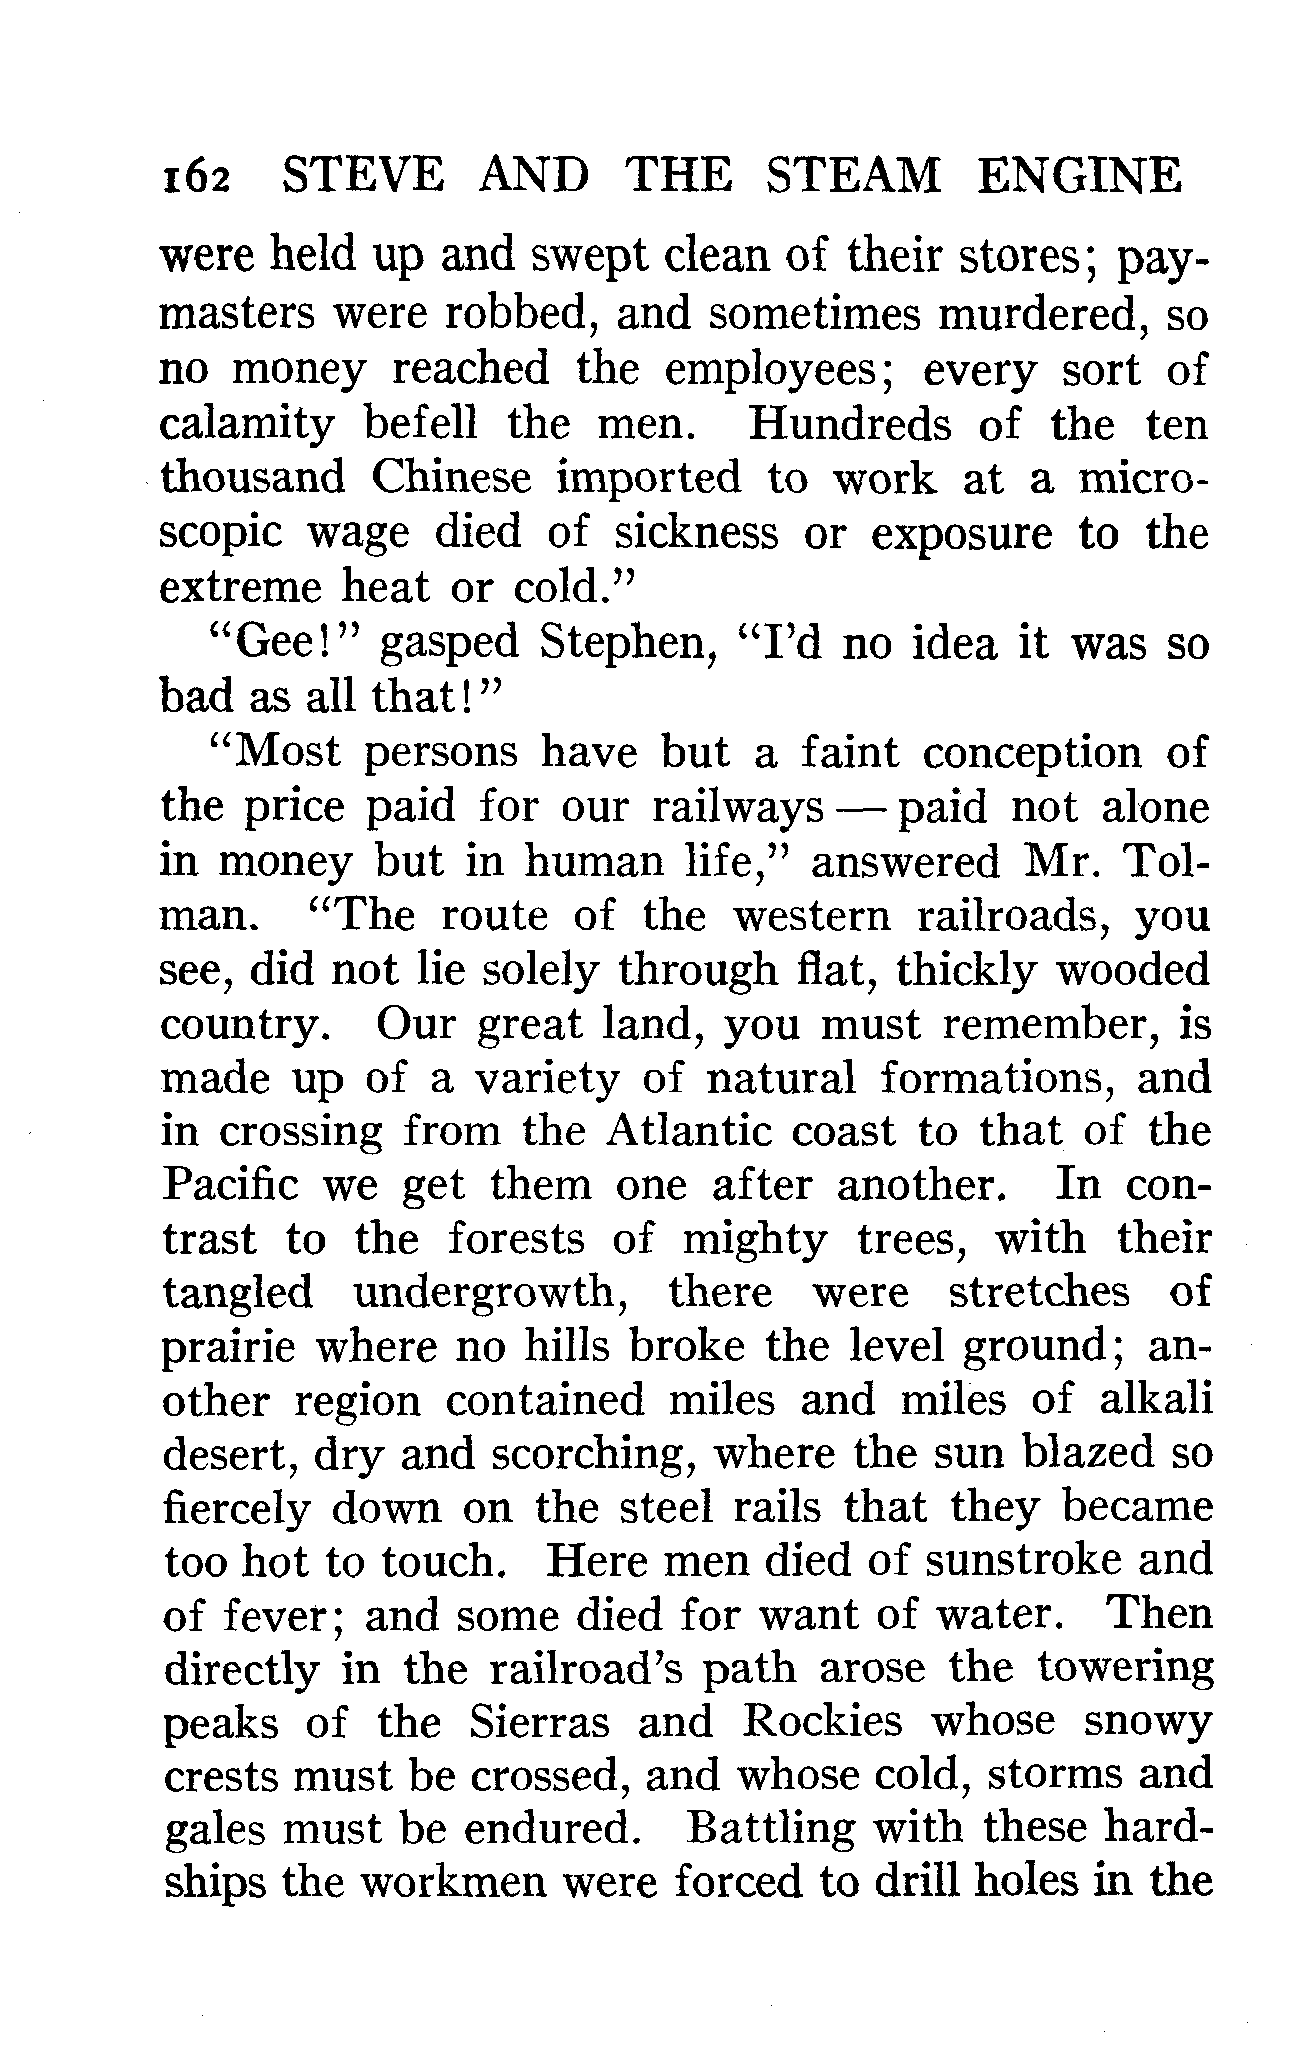 162 STEVE AND THE STEAM ENGINE
were held up and swept clean of their stores; pay-
masters were robbed, and sometimes murdered, so
no money reached the employees; every sort of
calamity befell the men. Hundreds of the ten
thousand Chinese imported to work at a micro-
scopic wage died of sickness or exposure to the
extreme heat or cold.”
“Gee!” gasped Stephen, “I’d no idea it was so
bad as all that!”
“Most persons have but a faint conception of
the price paid for our railways — paid not alone
in money but in human life,” answered Mr. Tol-
man. “The route of the western railroads, you
see, did not lie solely through flat, thickly wooded
country. Our great land, you must remember, is
made up of a variety of natural formations, and
in crossing from the Atlantic coast to that of the
Pacific we get them one after another. In con-
trast to the forests of mighty trees, with their
tangled undergrowth, there were stretches of
prairie where no hills broke the level ground; an-
other region contained miles and miles of alkali
desert, dry and scorching, where the sun blazed so
fiercely down on the steel rails that they became
too hot to touch. Here men died of sunstroke and
of fever; and some died for want of water. Then
directly in the railroad’s path arose the towering
peaks of the Sierras and Rockies whose snowy
crests must be crossed, and whose cold, storms and
gales must be endured. Battling with these hard-
ships the workmen were forced to drill holes in the